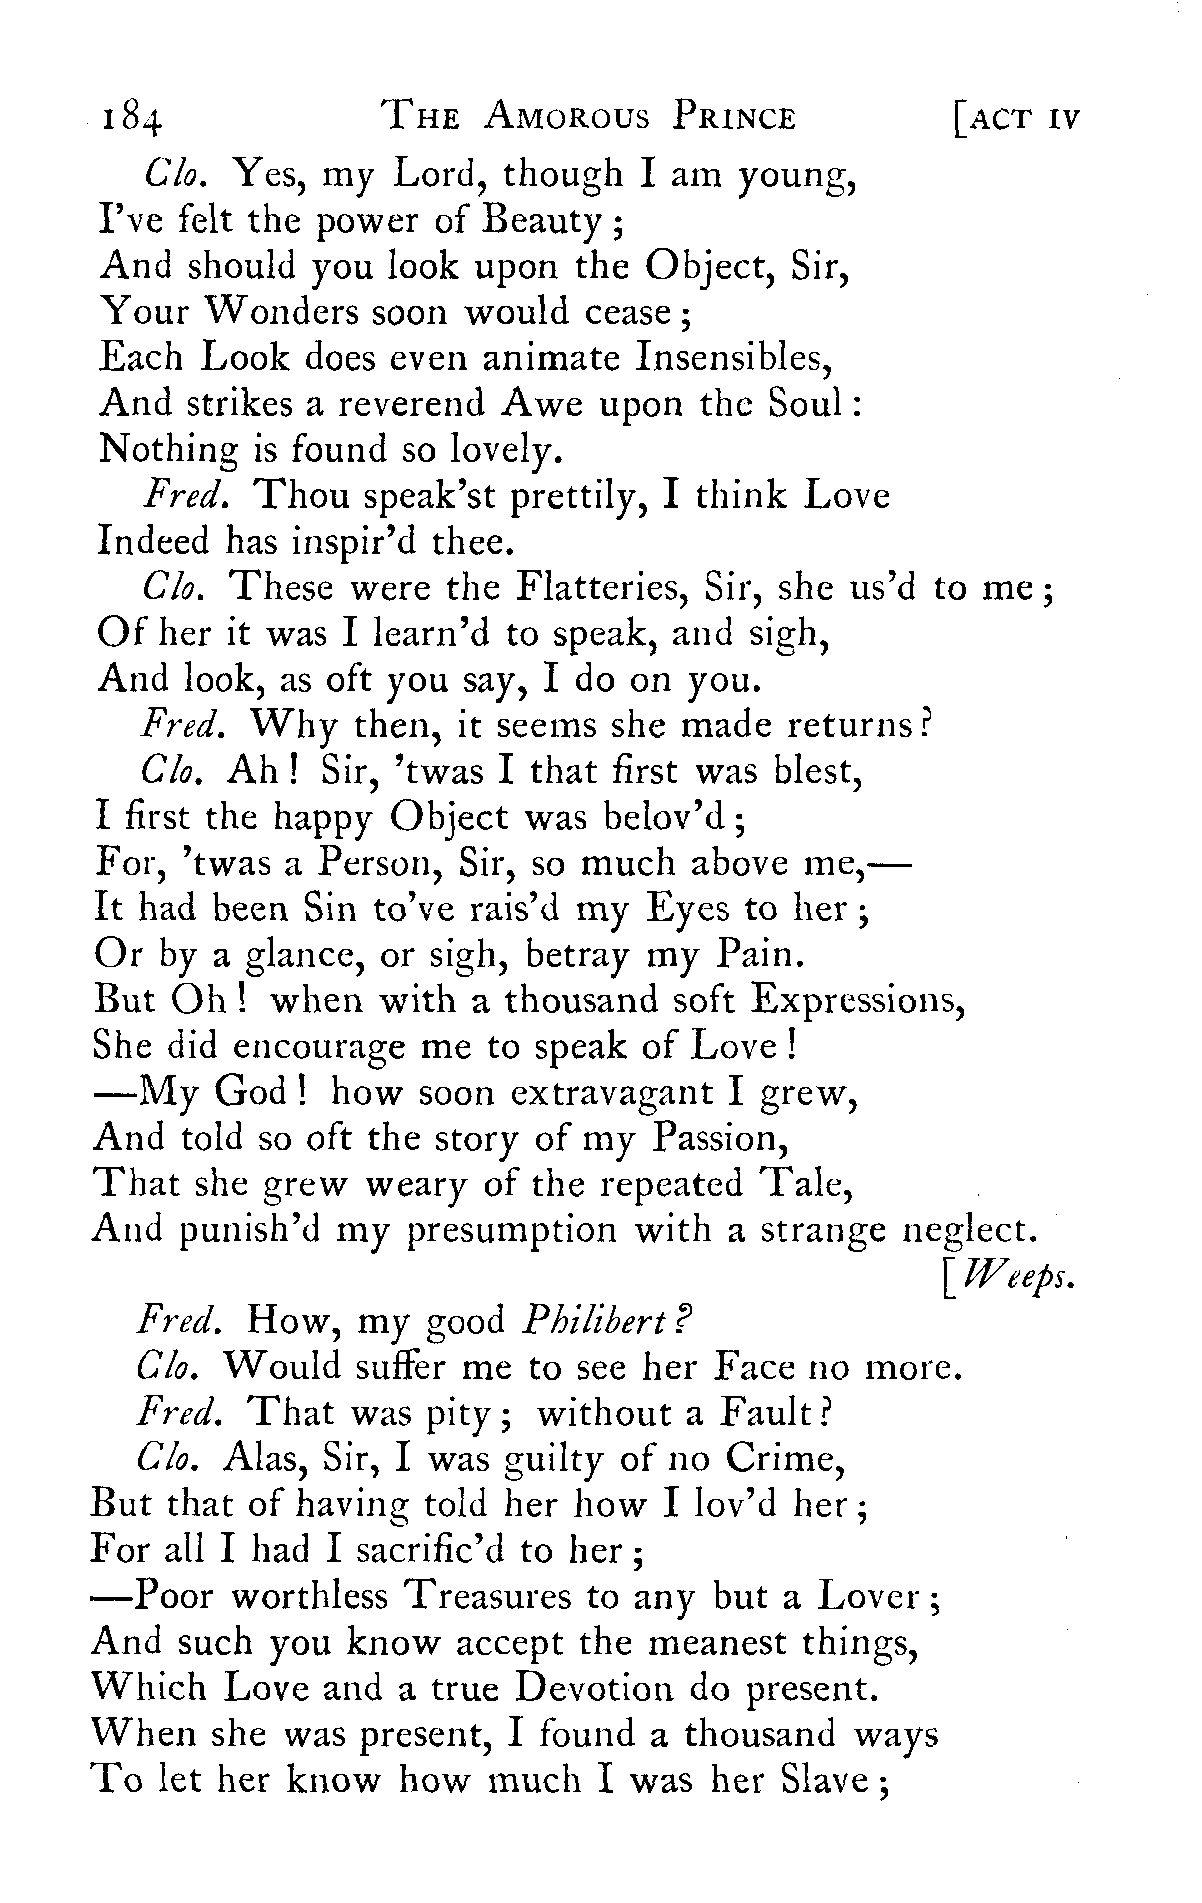 184 The Amorous Prince [ACT IV
Clo. Yes, my Lord, though I am young,
I've felt the power of Beauty;
And should you look upon the Object, Sir,
Your Wonders soon would cease;
Each Look does even animate Insensibles,
And strikes a reverend Awe upon the Soul:
Nothing is found so lovely.
Fred. Thou speak'st prettily, I think Love
Indeed has inspir'd thee.
Clo. These were the Flatteries, Sir, she us'd to me;
Of her it was I learn'd to speak, and sigh,
And look, as oft you say, I do on you.
Fred. Why then, it seems she made returns?
Clo. Ah! Sir, 'twas I that first was blest,
I first the happy Object was belov'd;
For, 'twas a Person, Sir, so much above me,—
It had been Sin to've rais'd my Eyes to her;
Or by a glance, or sigh, betray my Pain.
But Oh! when with a thousand soft Expressions,
She did encourage me to speak of Love!
—My God! how soon extravagant I grew,
And told so oft the story of my Passion,
That she grew weary of the repeated Tale,
And punish'd my presumption with a strange neglect.
[Weeps.
Fred. How, my good Philibert?
Clo. Would suffer me to see her Face no more.
Fred. That was pity; without a Fault?
Clo. Alas, Sir, I was guilty of no Crime,
But that of having told her how I lov'd her;
For all I had I sacrific'd to her;
—Poor worthless Treasures to any but a Lover;
And such you know accept the meanest things,
Which Love and a true Devotion do present.
When she was present, I found a thousand ways
To let her know how much I was her Slave;